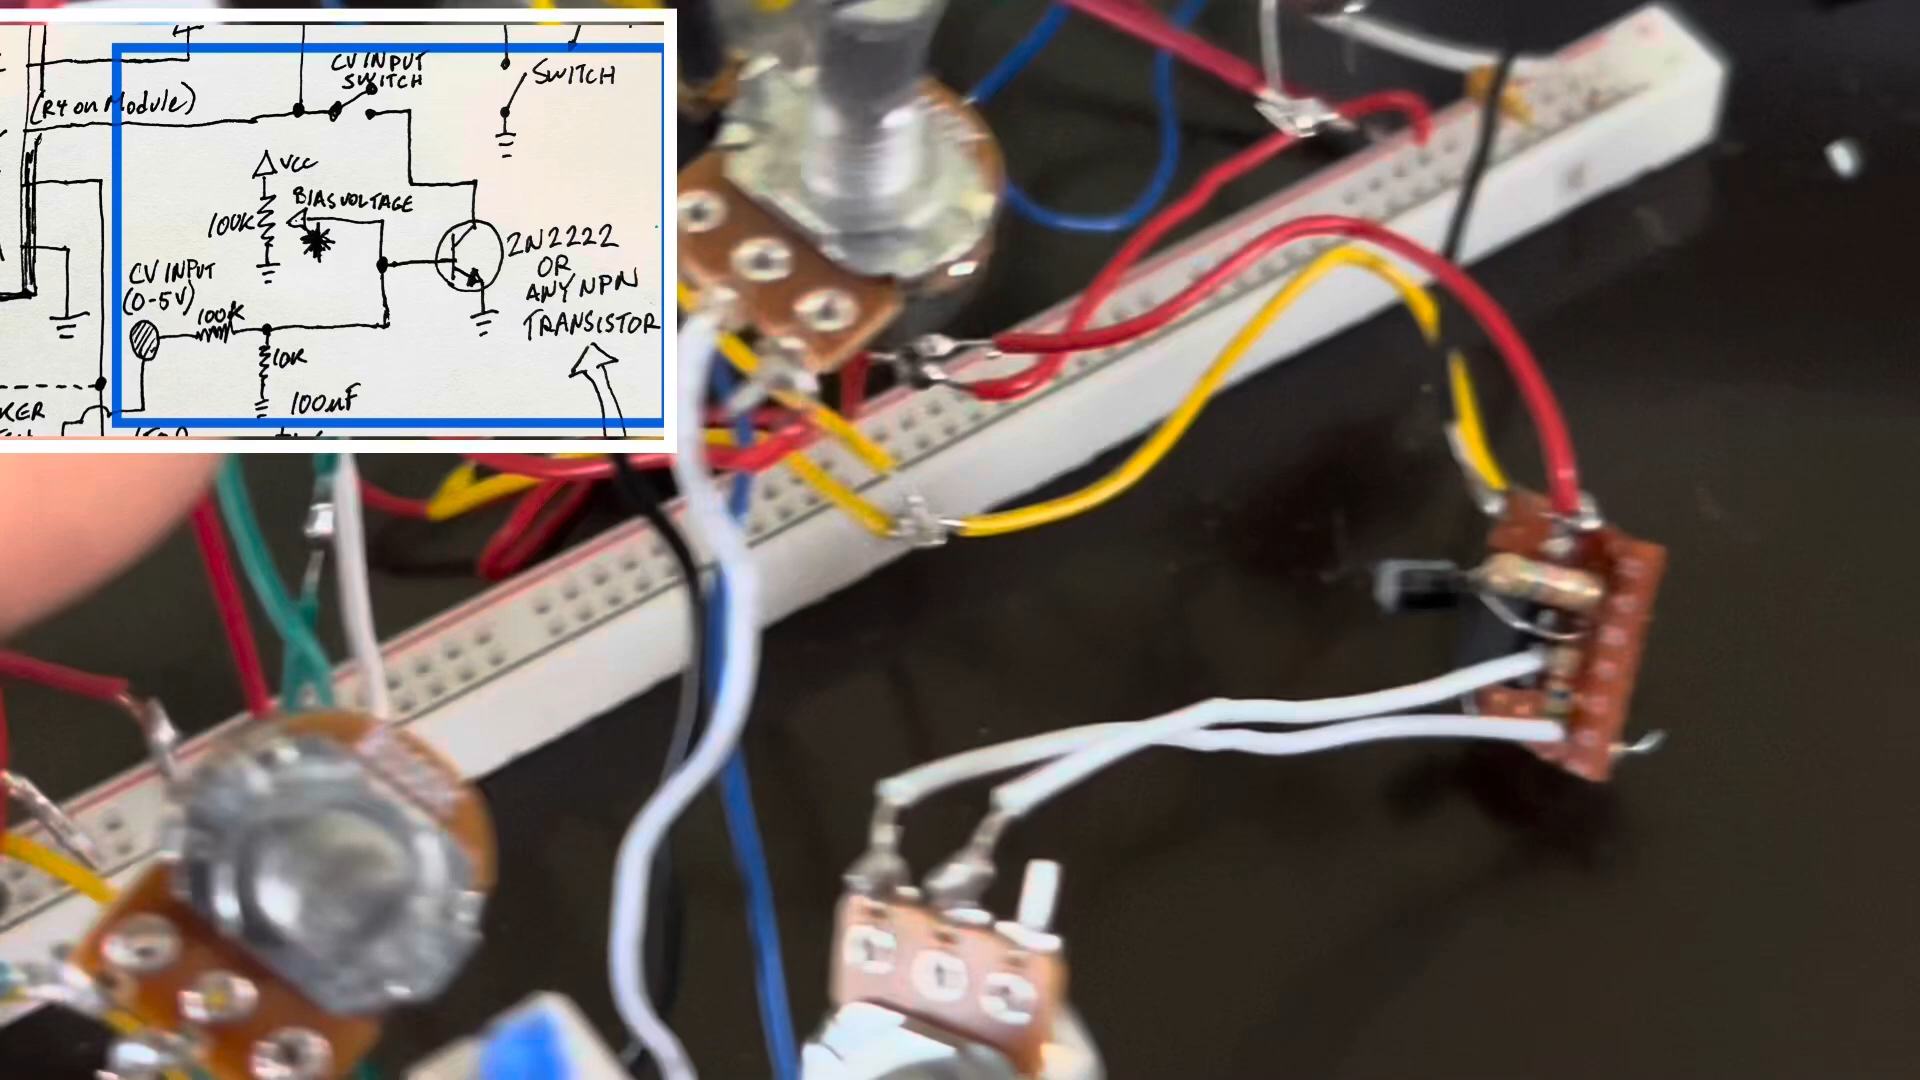 CV INPUT
SWITCH
SWITCH
(R4 on Module)
VCC
BIAS VOLTAGE
100K
2N2222
OR
ANY NPN
TRANSISTOR
CV INPUT
(0-5V)
100K
10K
100uF